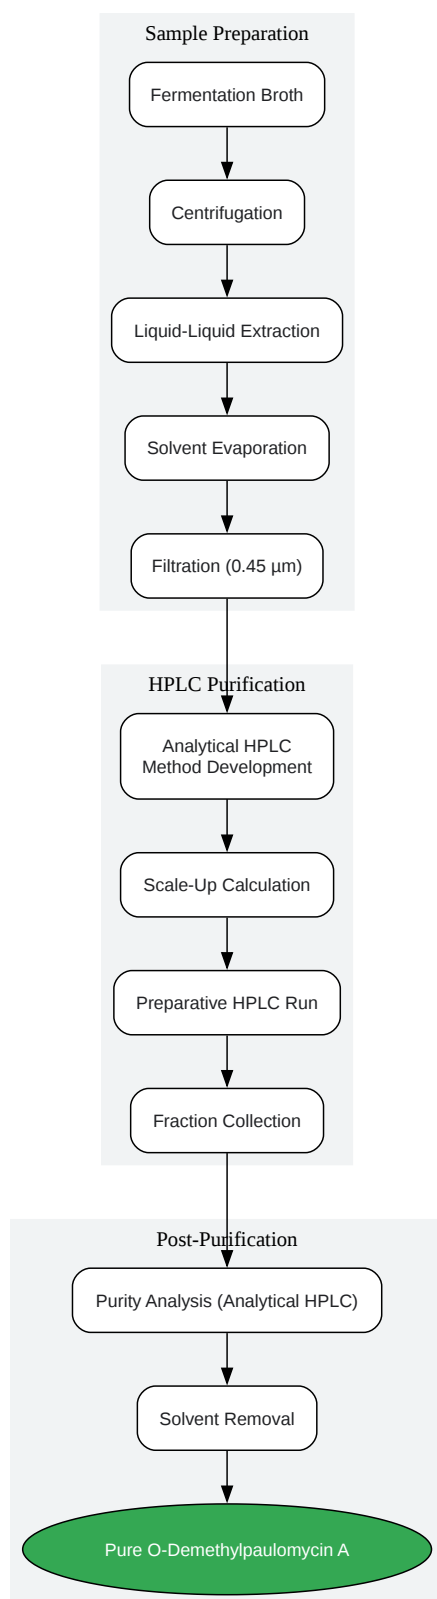 Sample Preparation
Fermentation Broth
Centrifugation
Liquid-Liquid Extraction
Solvent Evaporation
Filtration (0.45 µm)
HPLC Purification
Analytical HPLC
Method Development
Scale-Up Calculation
Preparative HPLC Run
Fraction Collection
Post-Purification
Purity Analysis (Analytical HPLC)
Solvent Removal
Pure O-Demethylpaulomycin A